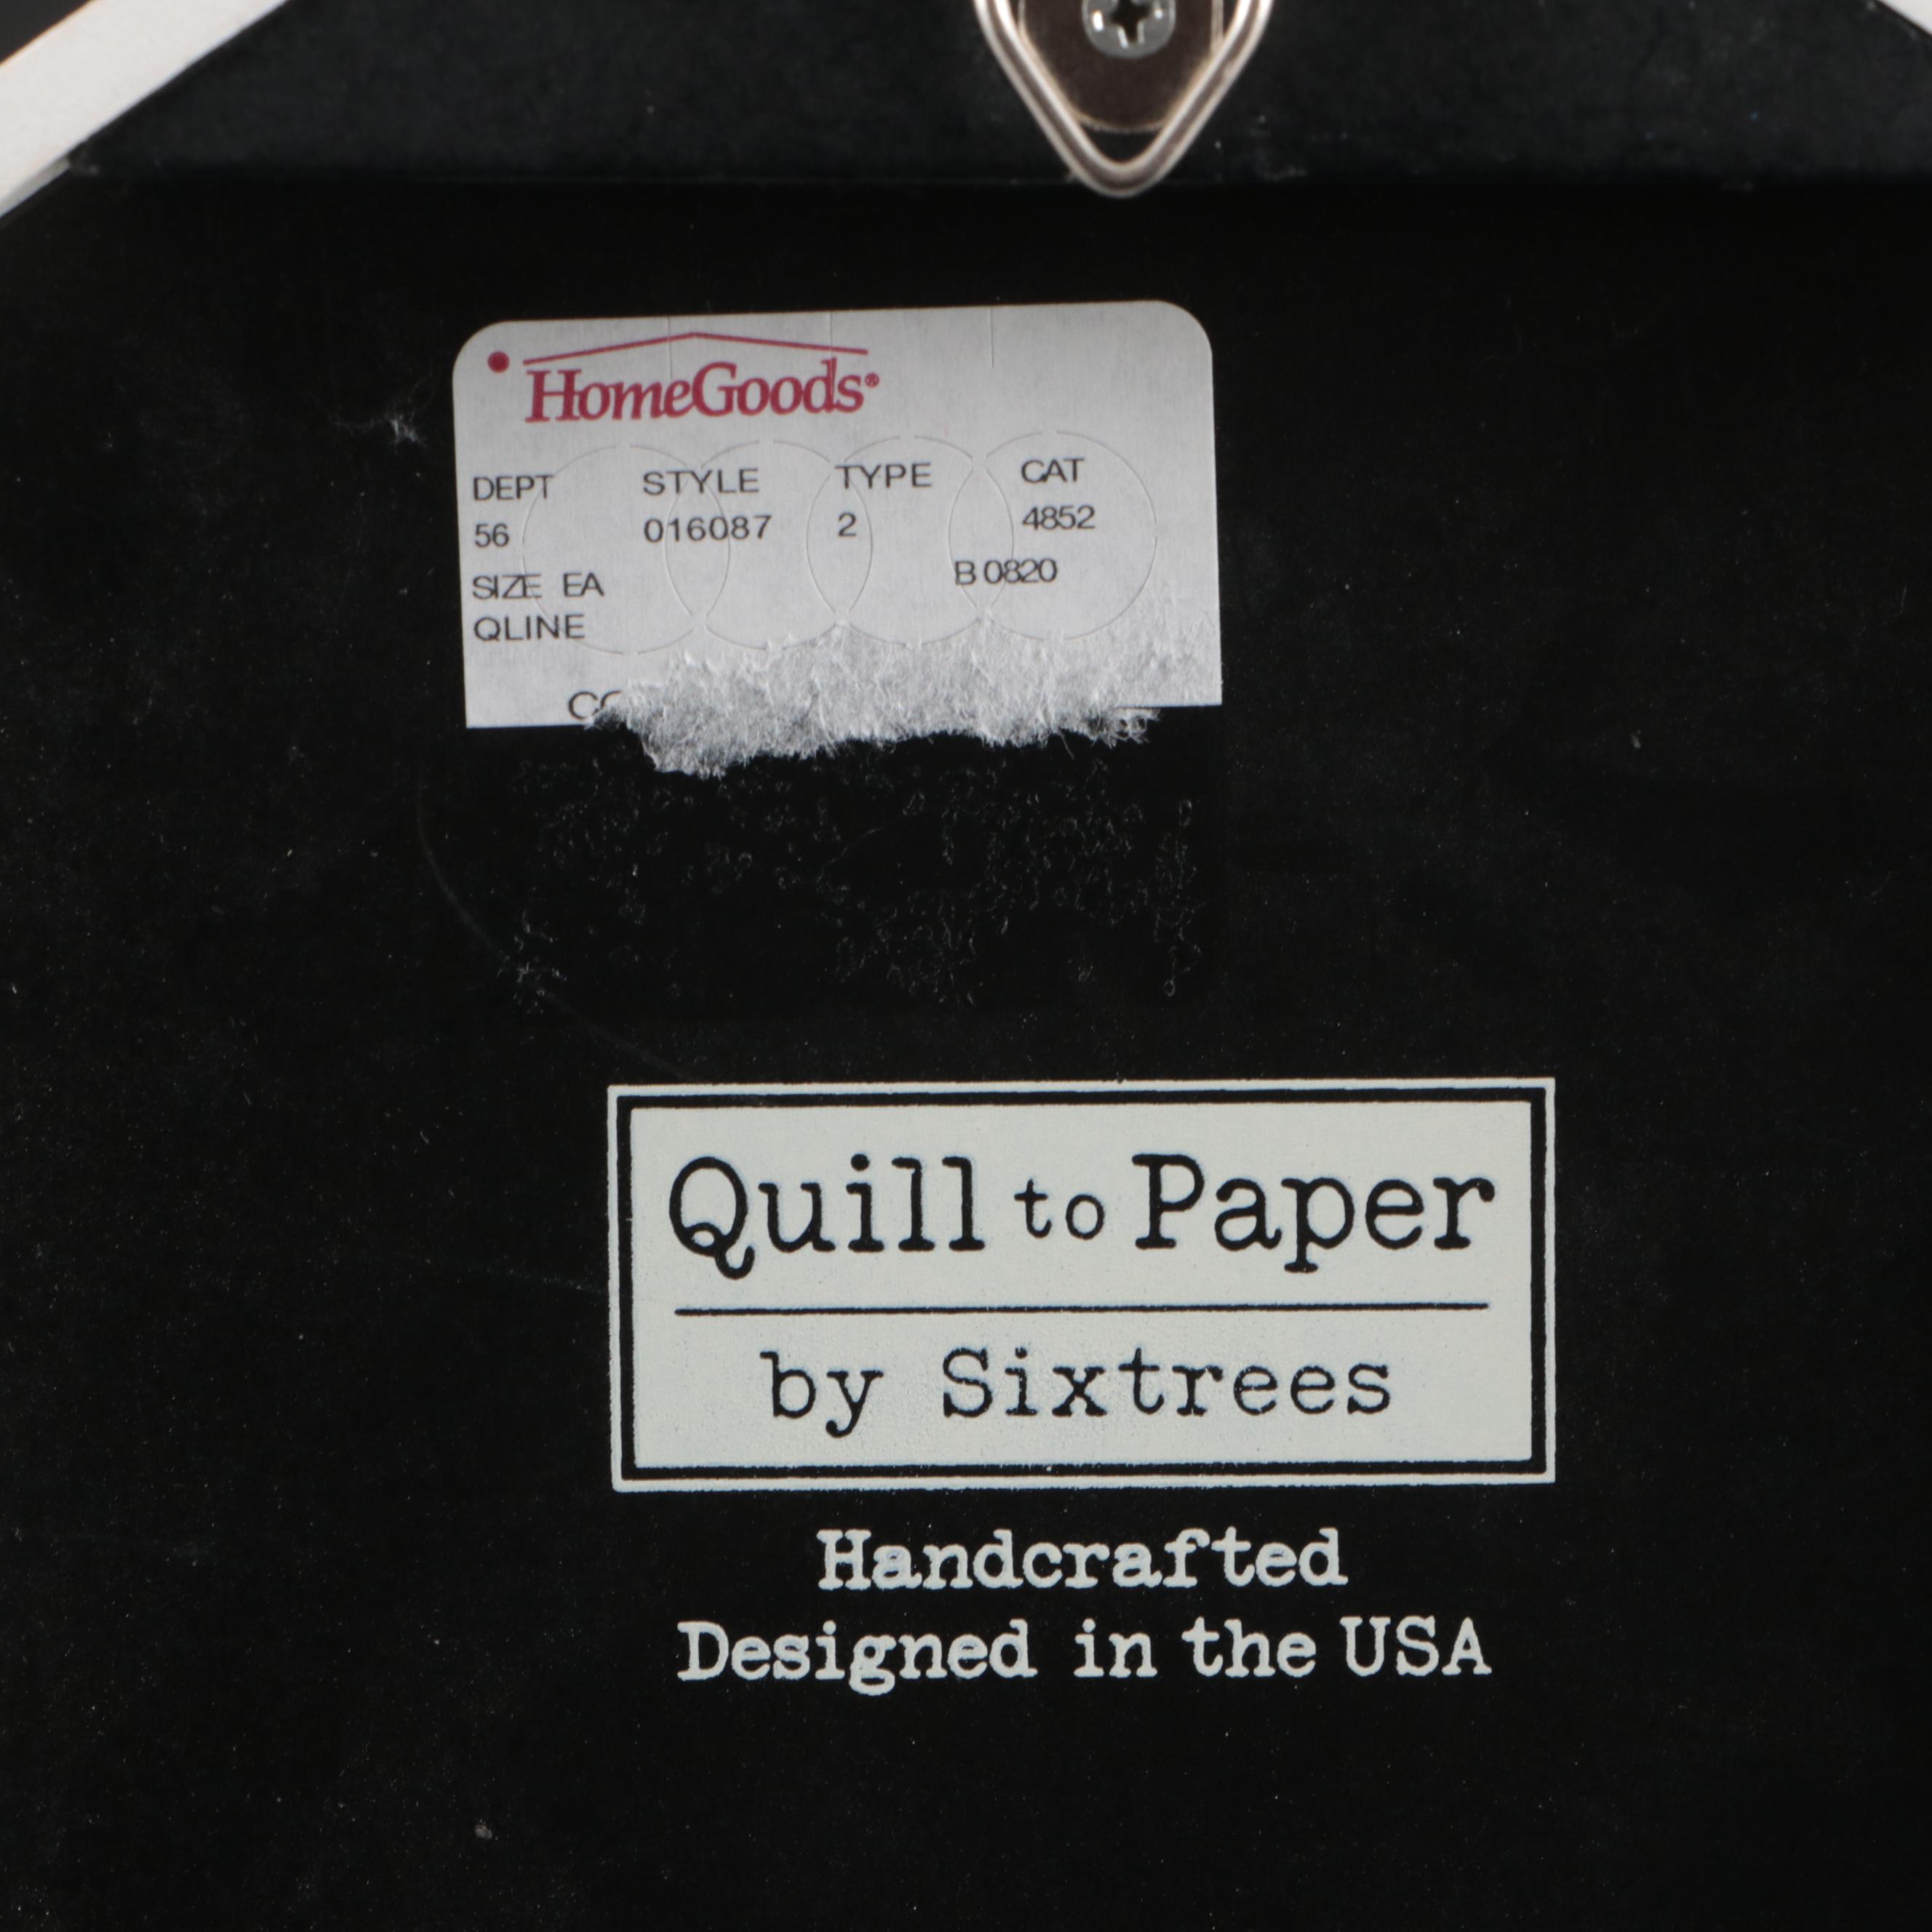 HomeGoods®
DEPT STYLE TYPE CAT
56 016087 2 4852
SIZE EA B 0820
QLINE
Quill to Paper
by Sixtrees
Handcrafted
Designed in the USA